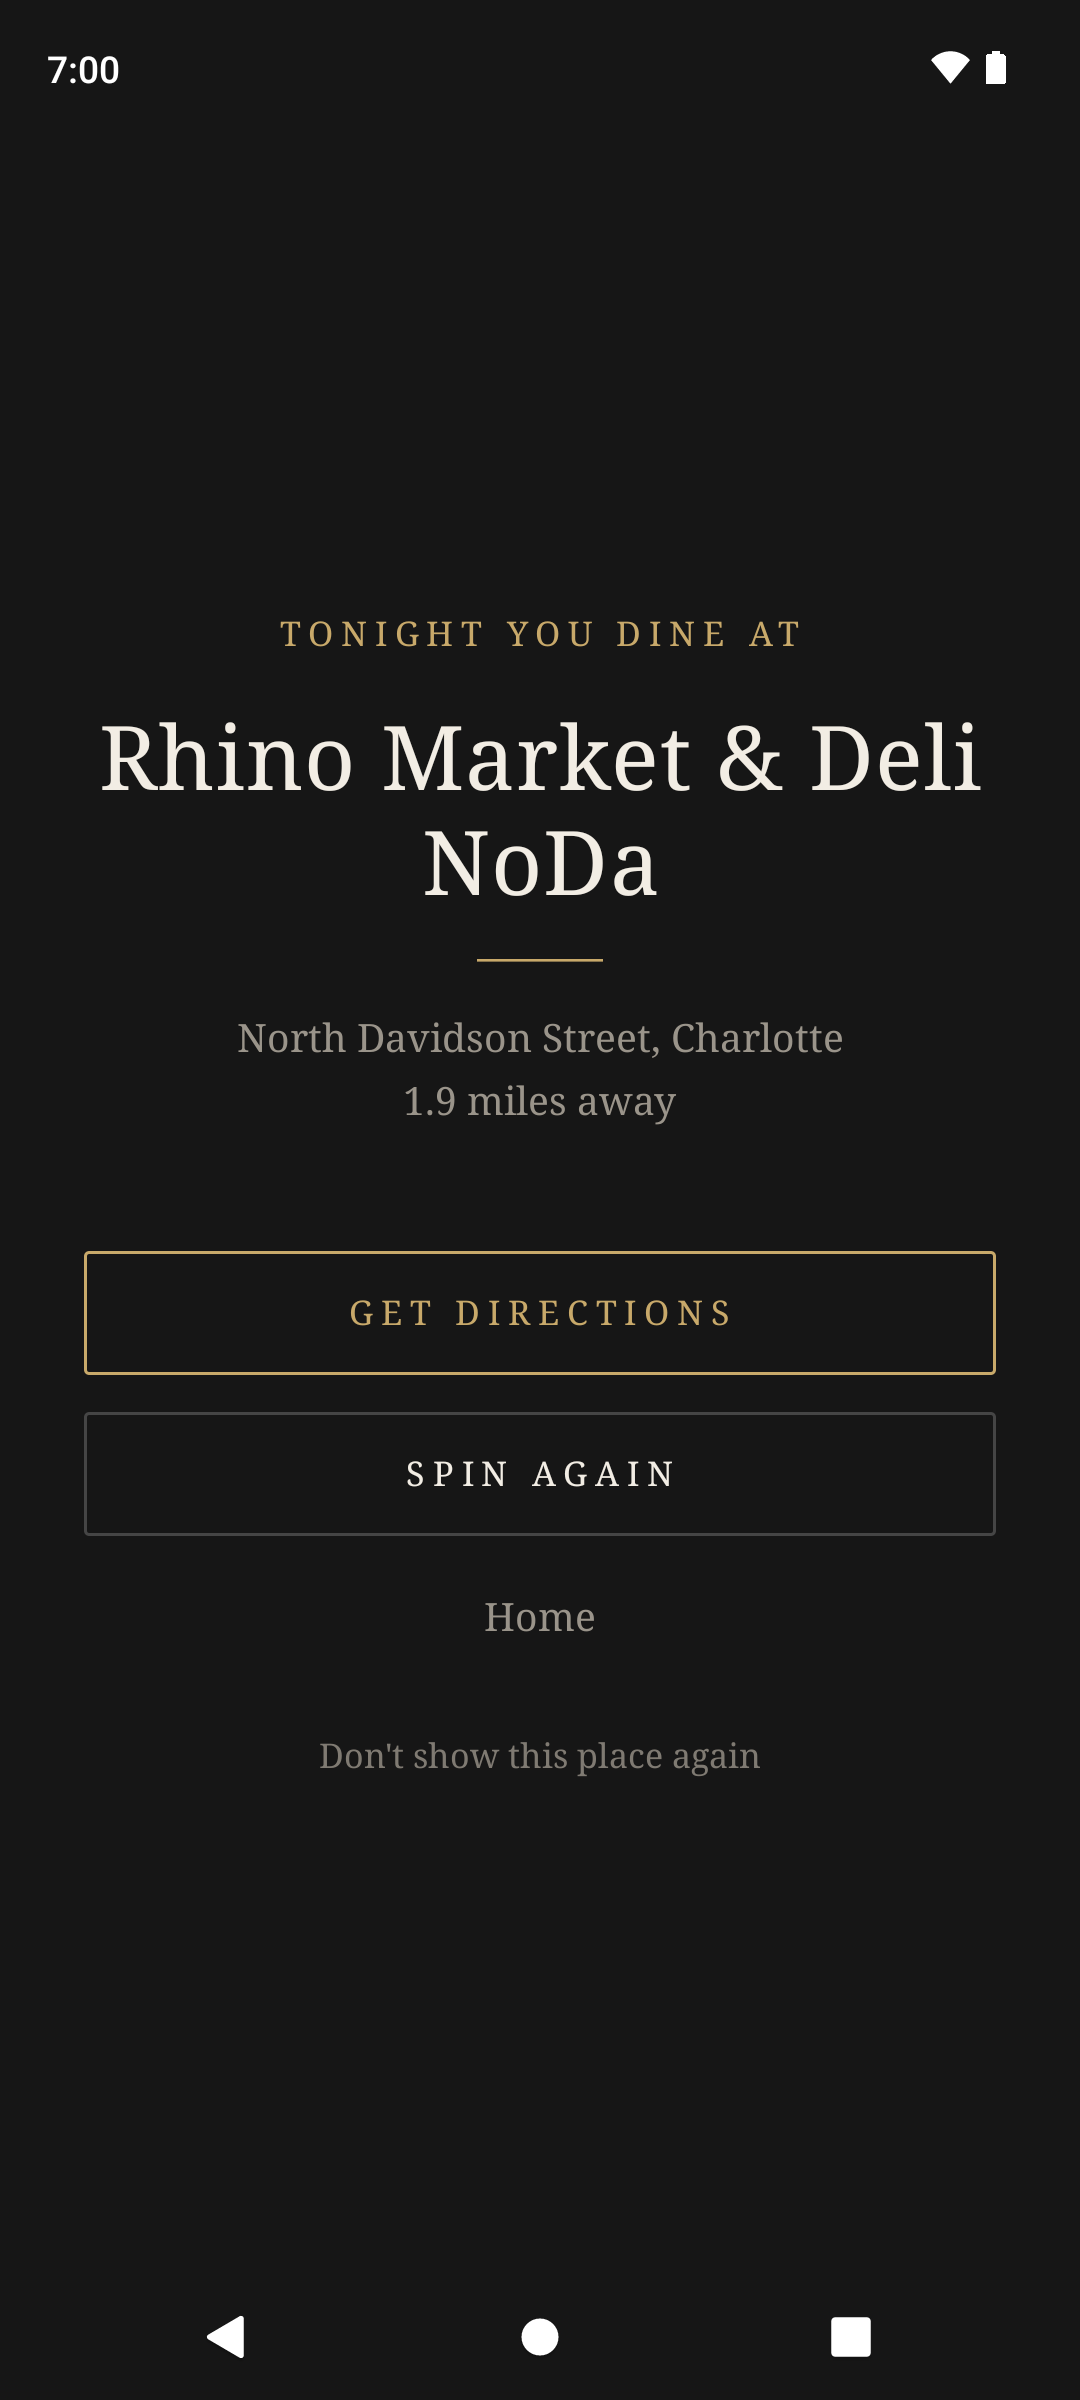 7:00
TONIGHT YOU DINE AT
Rhino Market & Deli
NoDa
North Davidson Street, Charlotte
1.9 miles away
GET DIRECTIONS
SPIN AGAIN
Home
Don't show this place again